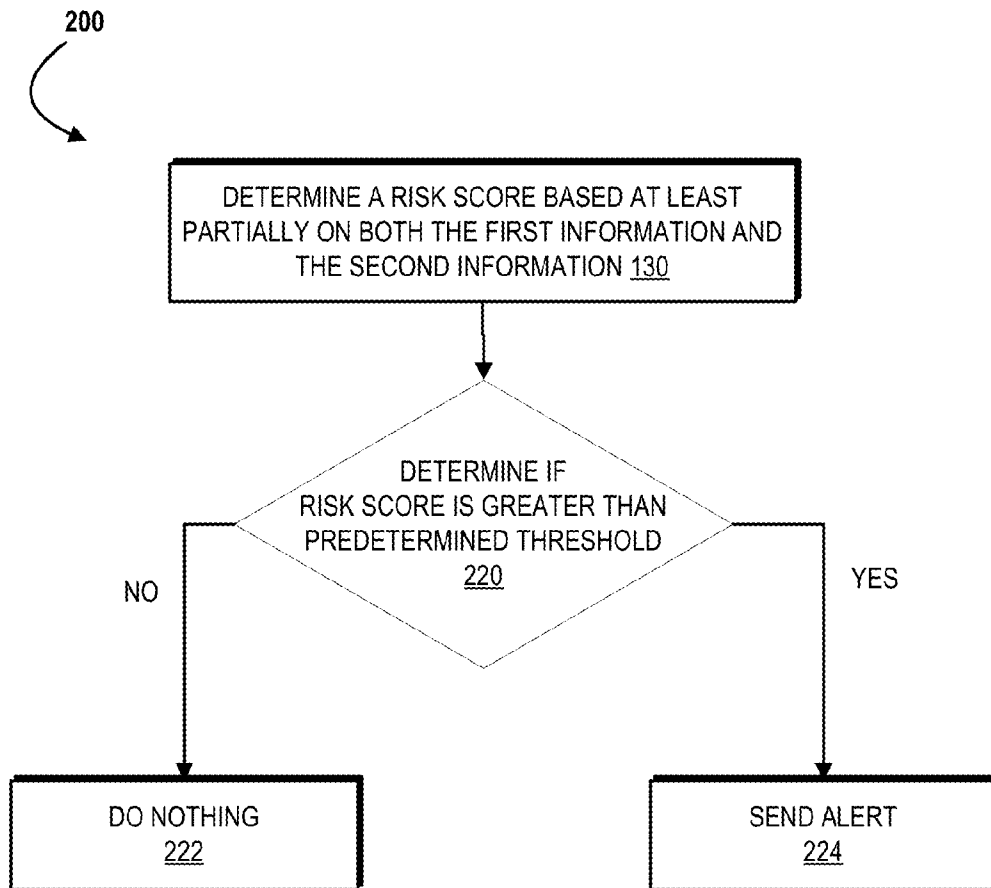 200
DETERMINE A RISK SCORE BASED AT LEAST
PARTIALLY ON BOTH THE FIRST INFORMATION AND
THE SECOND INFORMATION 130
DETERMINE IF
RISK SCORE IS GREATER THAN
PREDETERMINED THRESHOLD
220
NO
YES
DO NOTHING
222
SEND ALERT
224